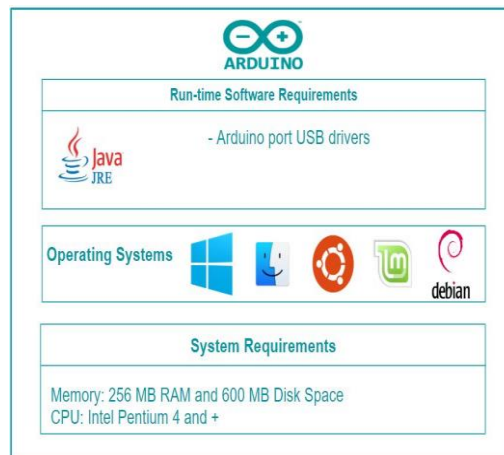 ARDUINO
Run-time Software Requirements
- Arduino port USB drivers
Java
JRE
Operating Systems
debian
System Requirements
Memory: 256 MB RAM and 600 MB Disk Space
CPU: Intel Pentium 4 and +